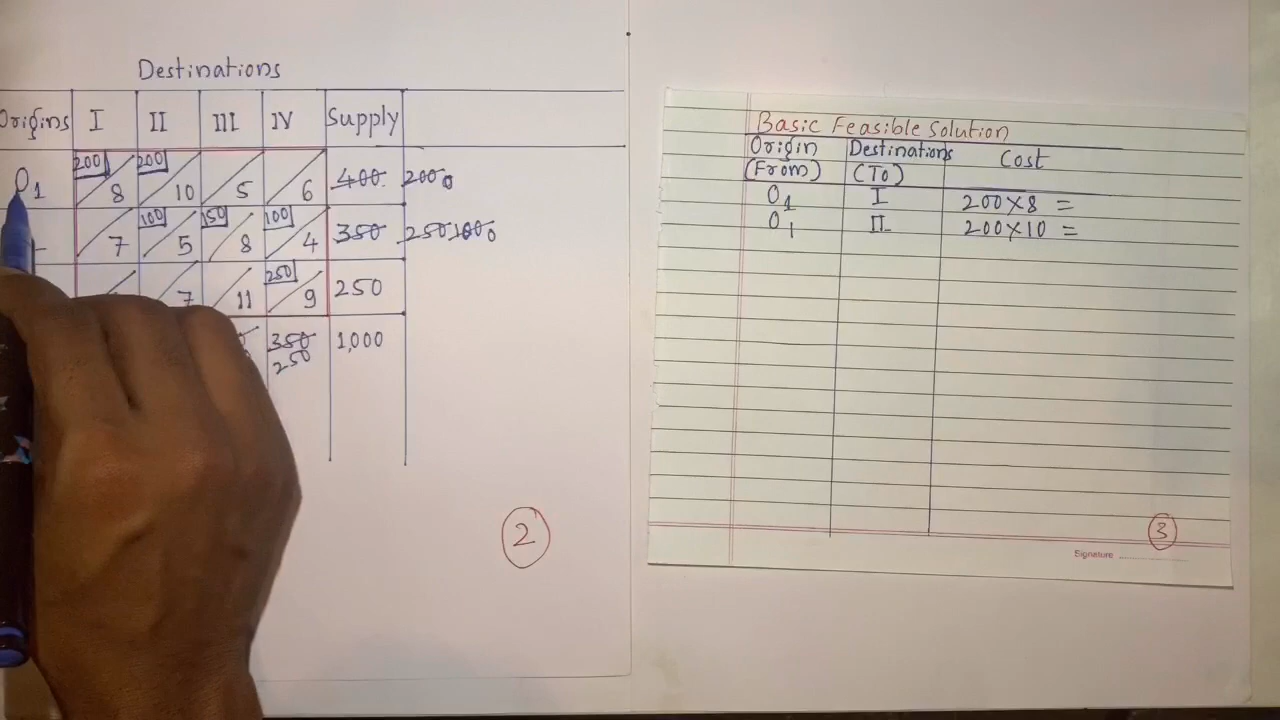 Destinations
Origins I II III IV Supply
200 200
O1 8 10 5 6 400 200 0
100 150 100
7 5 8 4 350 250 100 0
250
7 11 9 250
350 1,000
250
2
Basic Feasible Solution
Origin Destinations Cost
(From) (To)
O1 I 200×8 =
O1 II 200×10 =
3
Signature